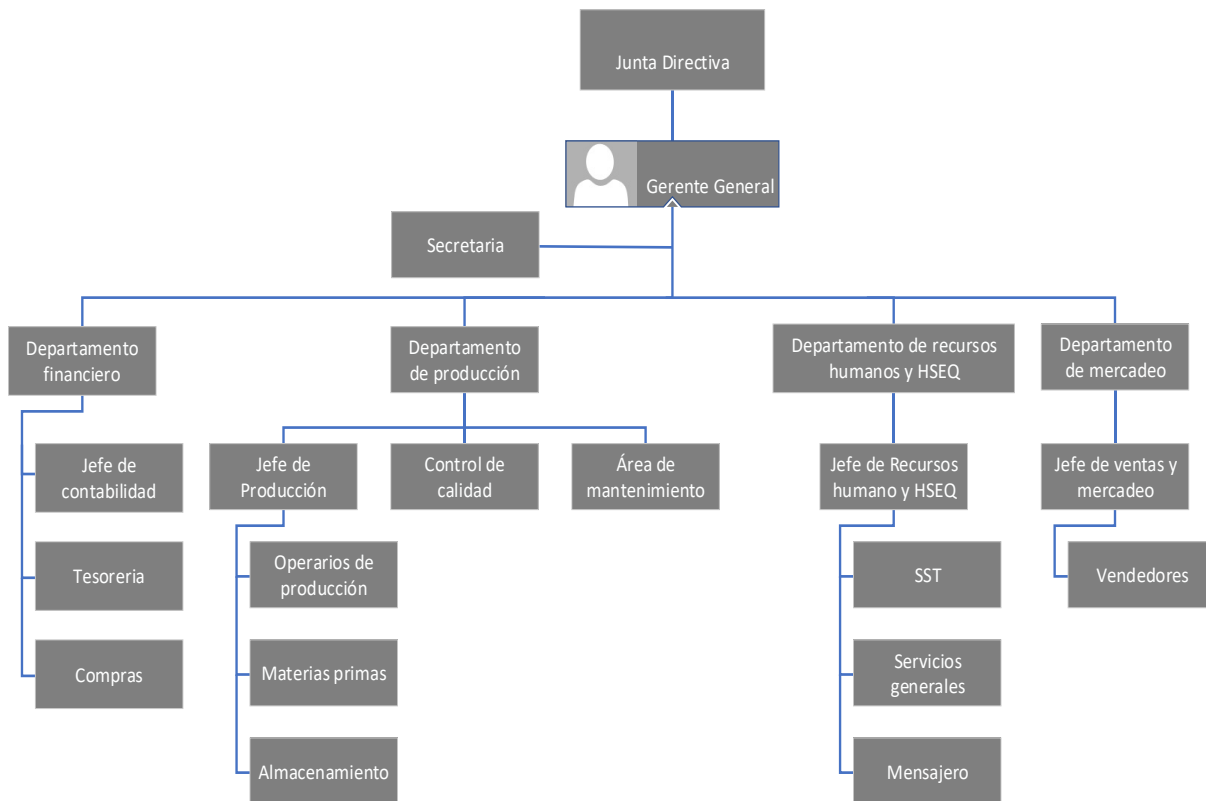 Junta Directiva
Gerente General
Secretaria
Departamento
financiero
Departamento
de producción
Departamento de recursos
humanos y HSEQ
Departamento
de mercadeo
Jefe de
contabilidad
Jefe de
Producción
Control de
calidad
Área de
mantenimiento
Jefe de Recursos
humano y HSEQ
Jefe de ventas y
mercadeo
Tesoreria
Operarios de
producción
SST
Vendedores
Compras
Materias primas
Servicios
generales
Almacenamiento
Mensajero